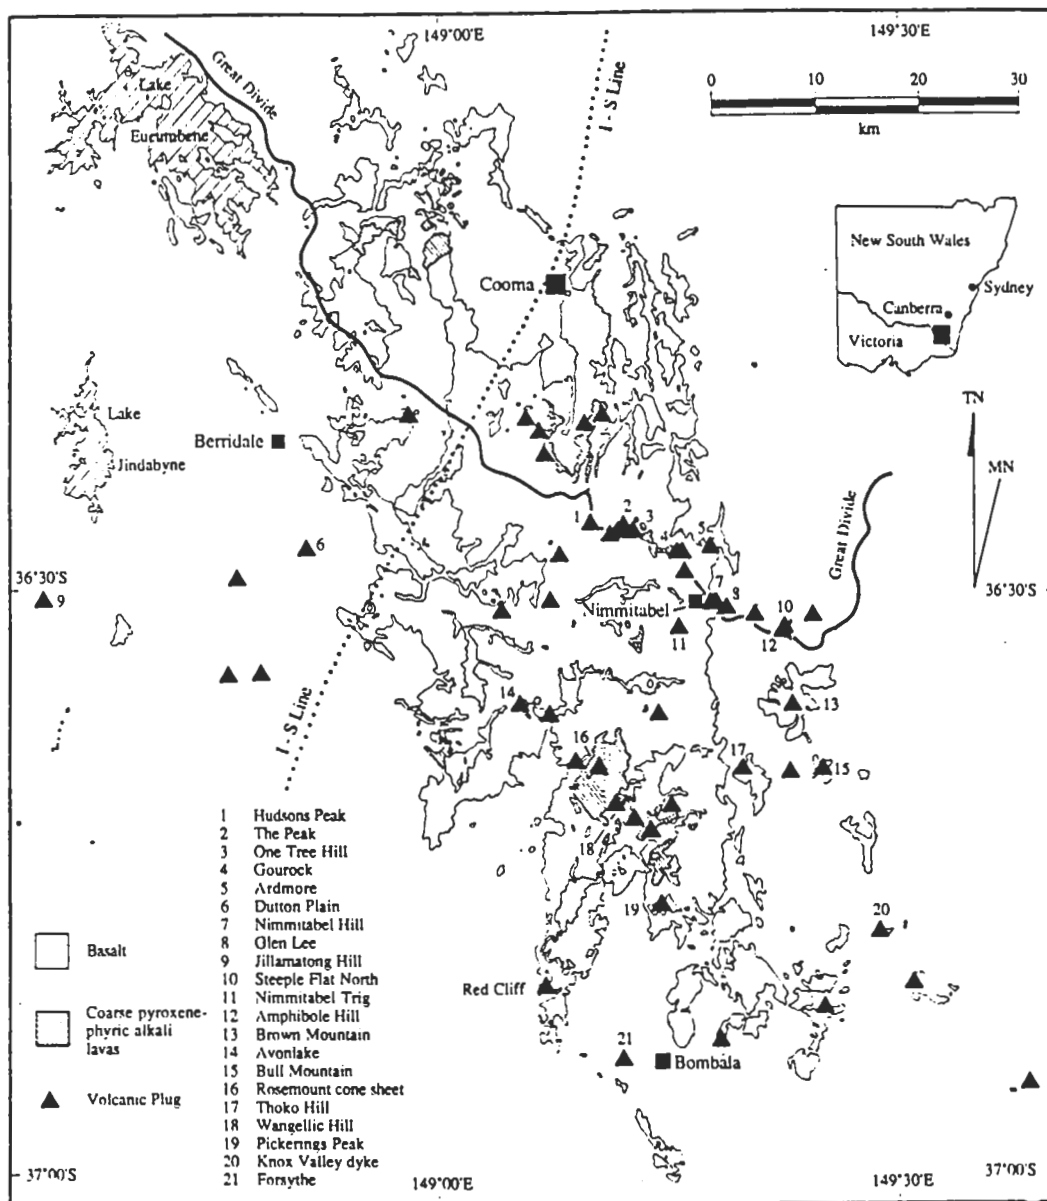 149°00'E
149°30'E
Great Divide
I - S Line
0 10 20 30
km
Lake
Eucumbene
New South Wales
Sydney
Canberra
Victoria
Cooma
TN
MN
Lake
Jindabyne
Berridale
Great Divide
1
2
3
4
5
6
36°30'S
9
Nimmitabel
7
8
10
11
12
36°30'S
I - S Line
14
13
16
17
15
18
19
20
Red Cliff
21
Bombala
1 Hudsons Peak
2 The Peak
3 One Tree Hill
4 Gourock
5 Ardmore
6 Dutton Plain
7 Nimmitabel Hill
8 Glen Lee
9 Jillamatong Hill
10 Steeple Flat North
11 Nimmitabel Trig
12 Amphibole Hill
13 Brown Mountain
14 Avonlake
15 Bull Mountain
16 Rosemount cone sheet
17 Thoko Hill
18 Wangellic Hill
19 Pickerings Peak
20 Knox Valley dyke
21 Forsythe
Basalt
Coarse pyroxene-
phyric alkali
lavas
Volcanic Plug
37°00'S
149°00'E
149°30'E
37°00'S